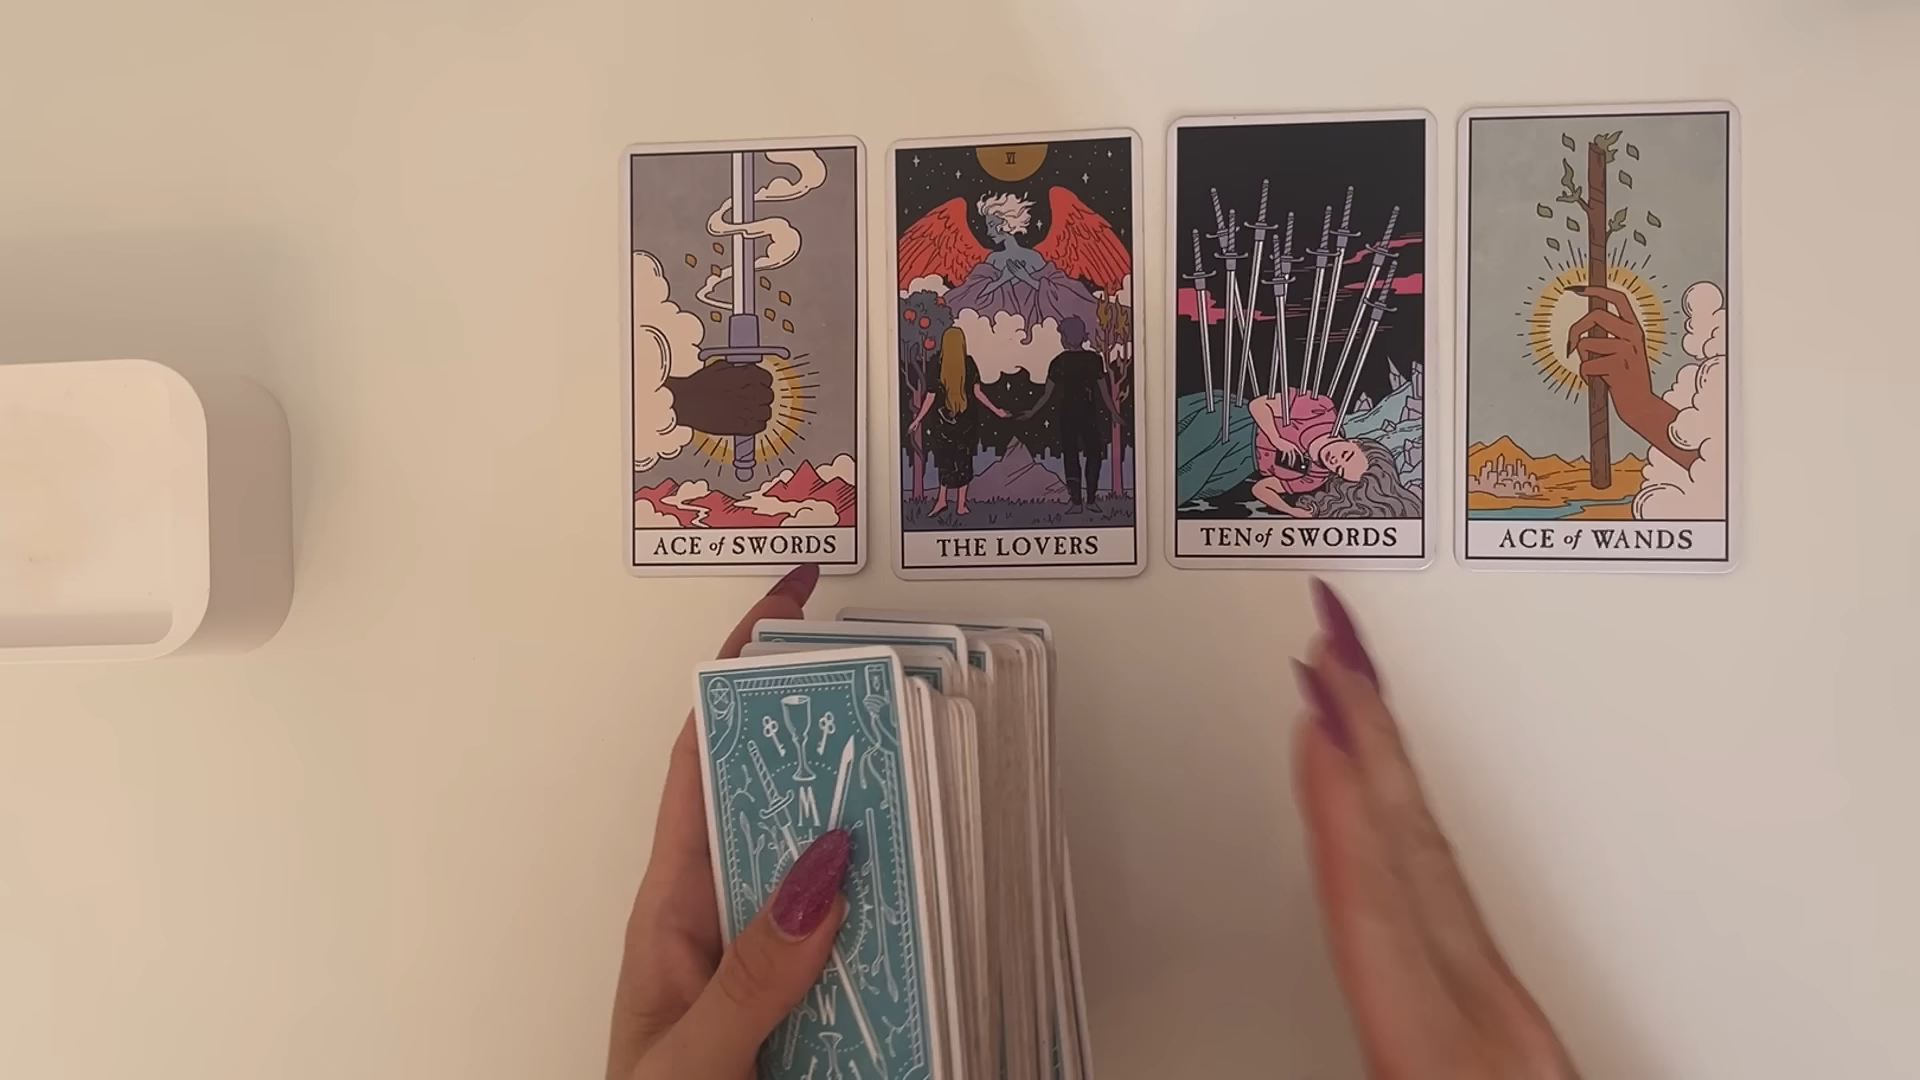 ACE of SWORDS
VI
THE LOVERS
TEN of SWORDS
ACE of WANDS
M
W